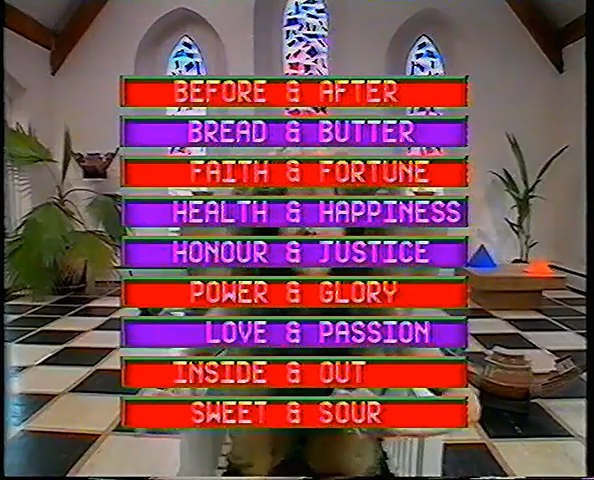 BEFORE & AFTER
BREAD & BUTTER
FAITH & FORTUNE
HEALTH & HAPPINESS
HONOUR & JUSTICE
POWER & GLORY
LOVE & PASSION
INSIDE & OUT
SWEET & SOUR